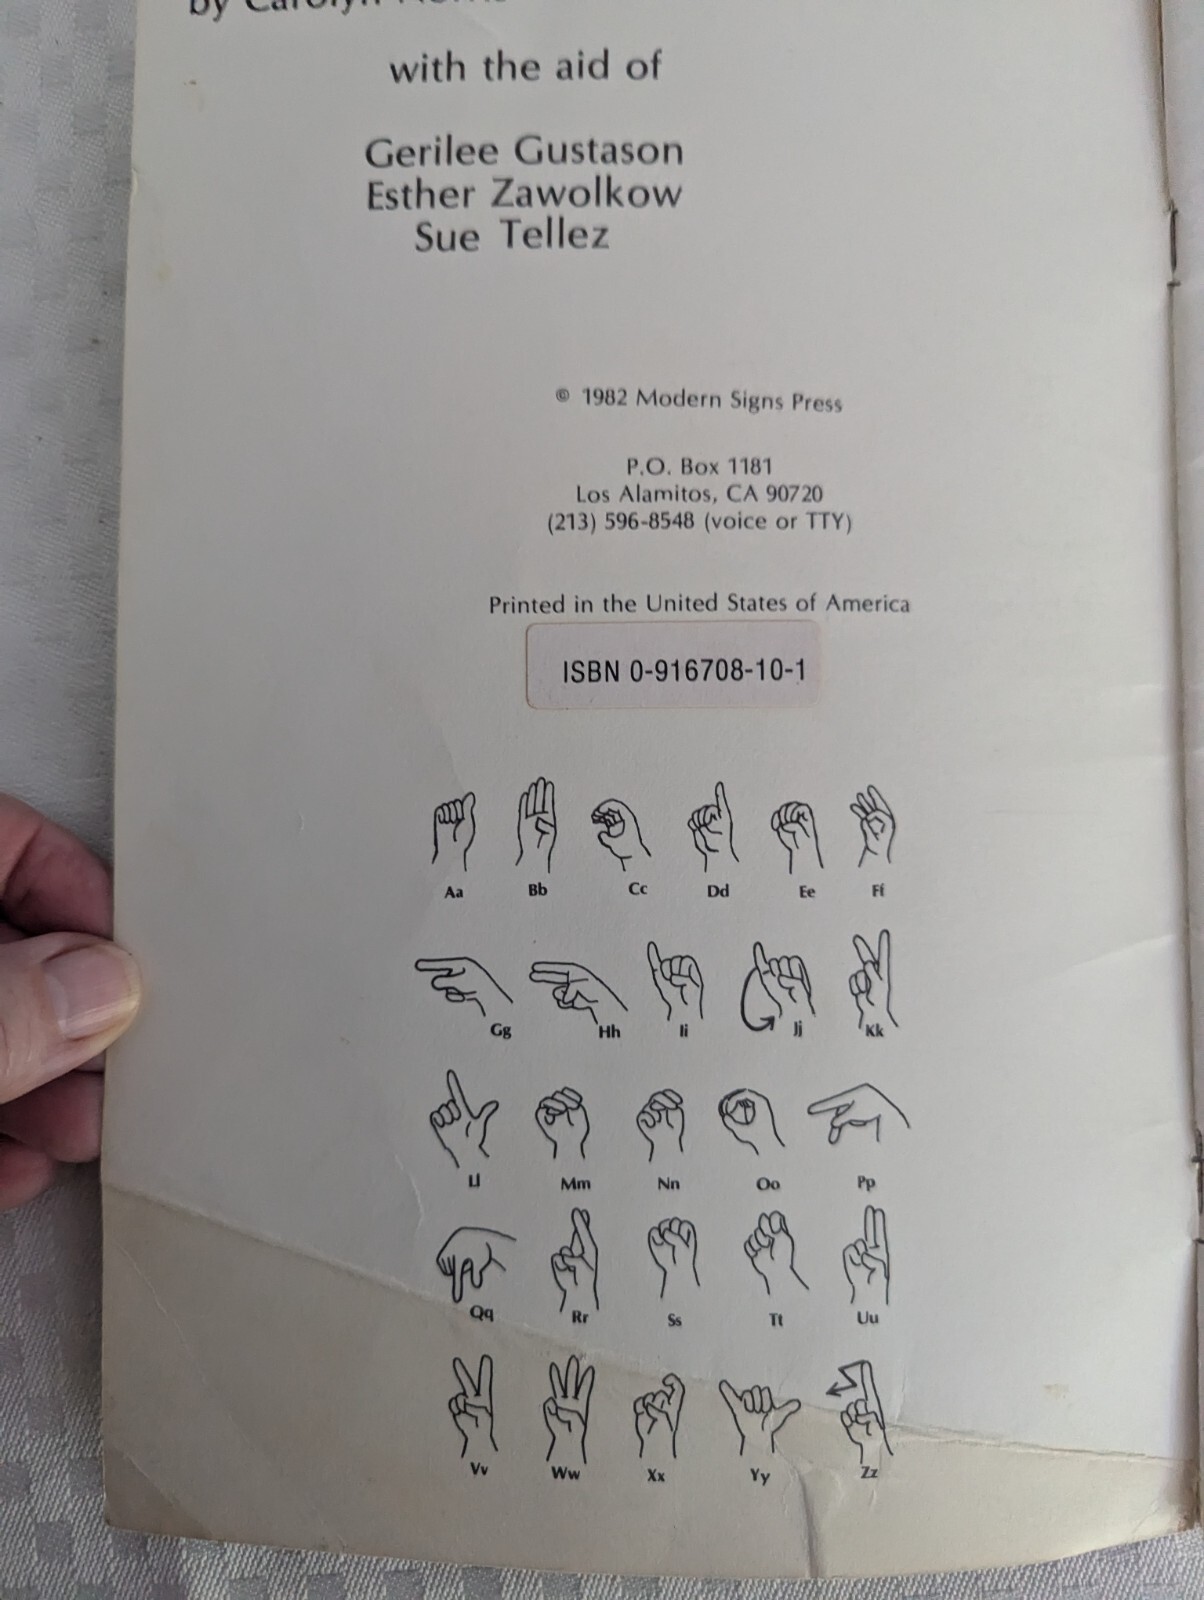 by Carolyn
with the aid of
Gerilee Gustason
Esther Zawolkow
Sue Tellez
© 1982 Modern Signs Press
P.O. Box 1181
Los Alamitos, CA 90720
(213) 596-8548 (voice or TTY)
Printed in the United States of America
ISBN 0-916708-10-1
Aa Bb Cc Dd Ee Ff
Gg Hh Ii Jj Kk
Ll Mm Nn Oo Pp
Qq Rr Ss Tt Uu
Vv Ww Xx Yy Zz